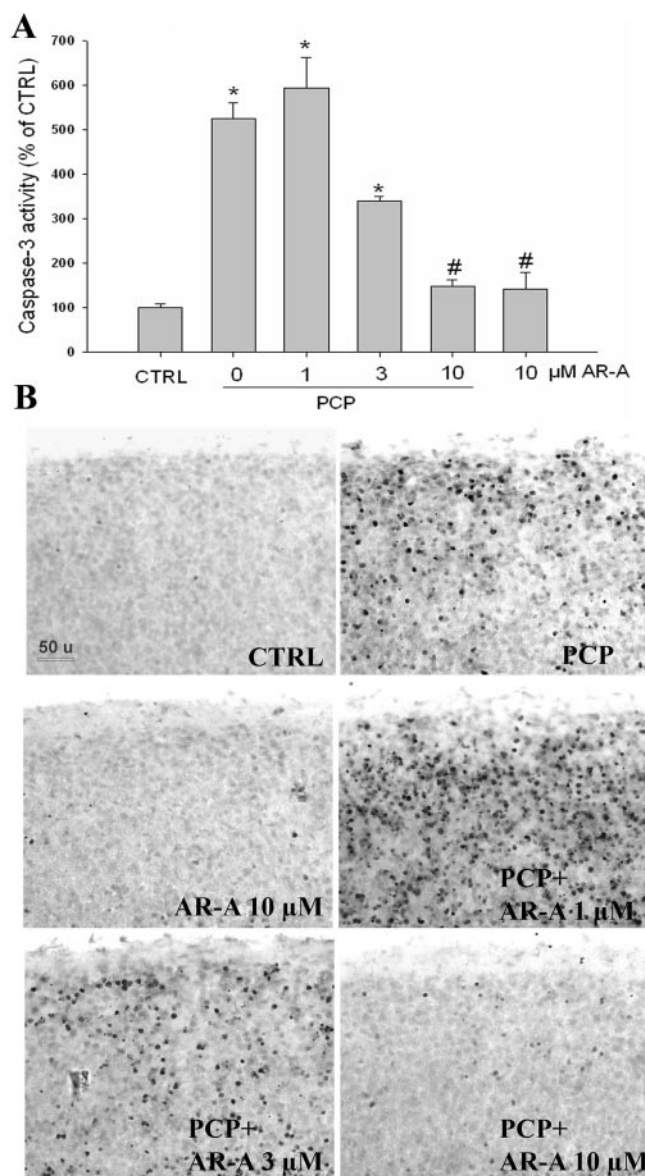 A
Caspase-3 activity (% of CTRL)
700
600
500
400
300
200
100
0
* * * # #
CTRL 0 1 3 10 10 µM AR-A
PCP
B
50 u
CTRL
PCP
AR-A 10 µM
PCP+
AR-A 1 µM
PCP+
AR-A 3 µM
PCP+
AR-A 10 µM